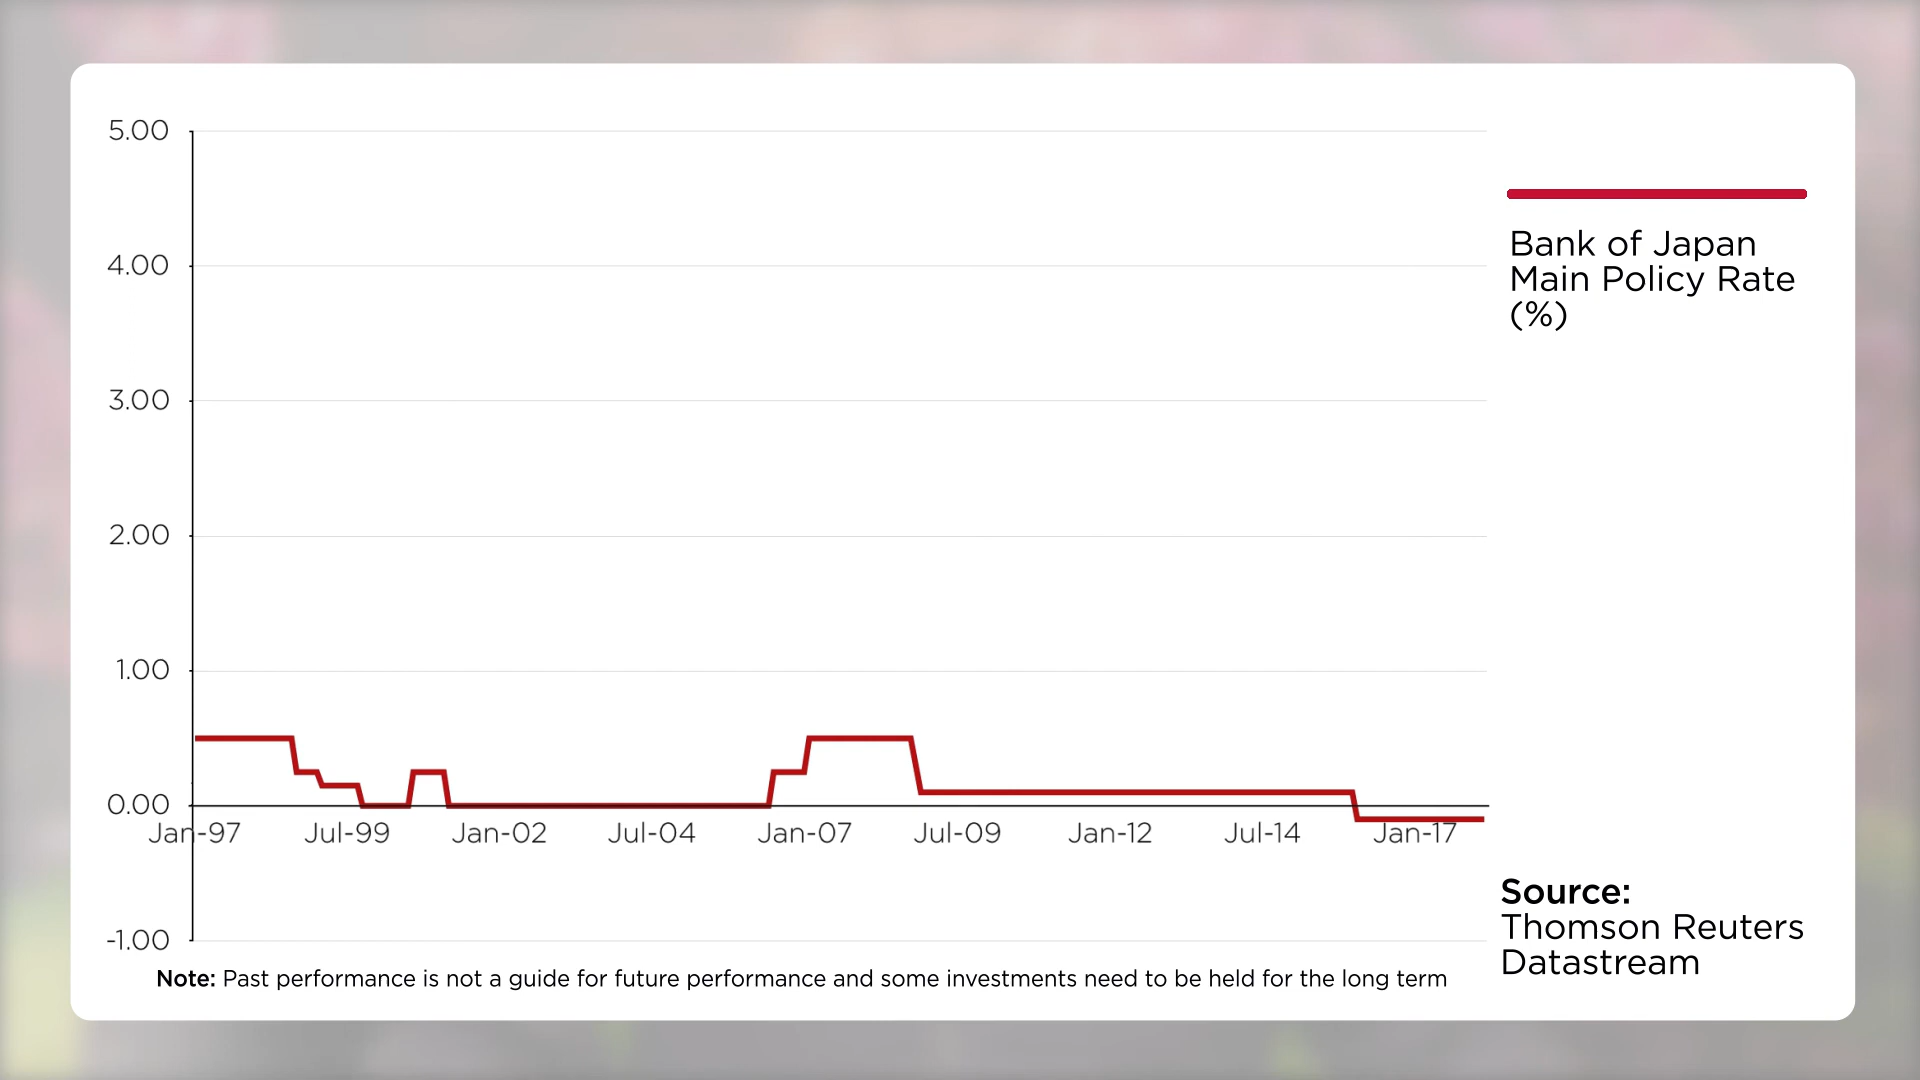 5.00
4.00
3.00
2.00
1.00
0.00
-1.00
Jan-97 Jul-99 Jan-02 Jul-04 Jan-07 Jul-09 Jan-12 Jul-14 Jan-17
Bank of Japan
Main Policy Rate
(%)
Source:
Thomson Reuters
Datastream
Note: Past performance is not a guide for future performance and some investments need to be held for the long term